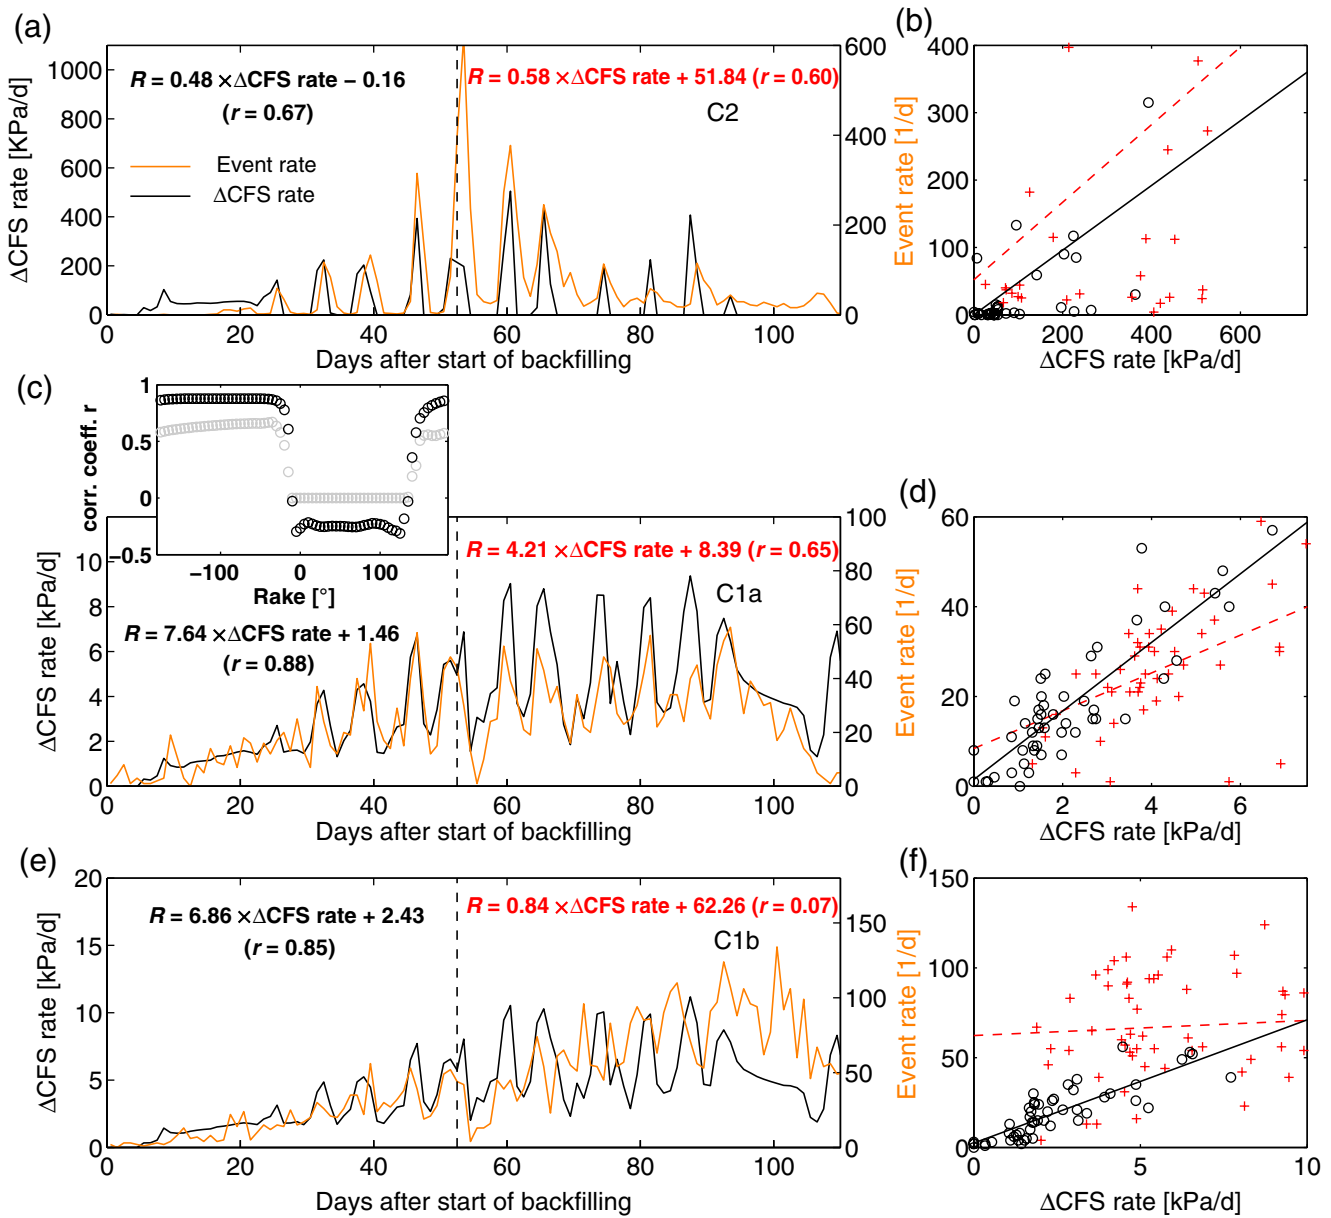 (a)
(b)
1000
800
600
400
200
0
ΔCFS rate [KPa/d]
R = 0.48 ×ΔCFS rate − 0.16
(r = 0.67)
R = 0.58 ×ΔCFS rate + 51.84 (r = 0.60)
C2
Event rate
ΔCFS rate
600
400
200
0
0 20 40 60 80 100
Days after start of backfilling
Event rate [1/d]
400
300
200
100
0
0 200 400 600
ΔCFS rate [kPa/d]
(c)
corr. coeff. r
1
0.5
0
−0.5
−100 0 100
Rake [°]
(d)
10
8
6
4
2
0
ΔCFS rate [kPa/d]
R = 7.64 ×ΔCFS rate + 1.46
(r = 0.88)
R = 4.21 ×ΔCFS rate + 8.39 (r = 0.65)
C1a
100
80
60
40
20
0
0 20 40 60 80 100
Days after start of backfilling
Event rate [1/d]
60
40
20
0
0 2 4 6
ΔCFS rate [kPa/d]
(e)
(f)
20
15
10
5
0
ΔCFS rate [kPa/d]
R = 6.86 ×ΔCFS rate + 2.43
(r = 0.85)
R = 0.84 ×ΔCFS rate + 62.26 (r = 0.07)
C1b
150
100
50
0
0 20 40 60 80 100
Days after start of backfilling
Event rate [1/d]
150
100
50
0
0 5 10
ΔCFS rate [kPa/d]